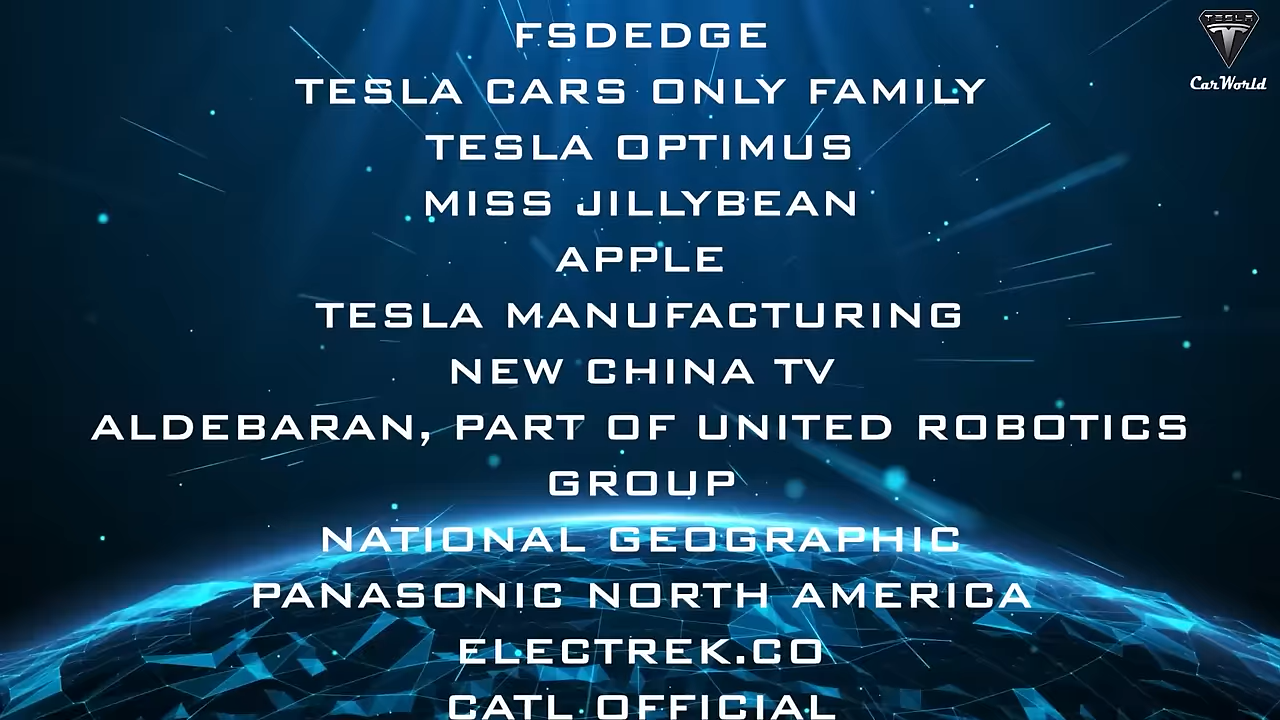 FSDEDGE
TESLA CARS ONLY FAMILY
TESLA OPTIMUS
MISS JILLYBEAN
APPLE
TESLA MANUFACTURING
NEW CHINA TV
ALDEBARAN, PART OF UNITED ROBOTICS
GROUP
NATIONAL GEOGRAPHIC
PANASONIC NORTH AMERICA
ELECTREK.CO
CATL OFFICIAL
TESLA
CarWorld